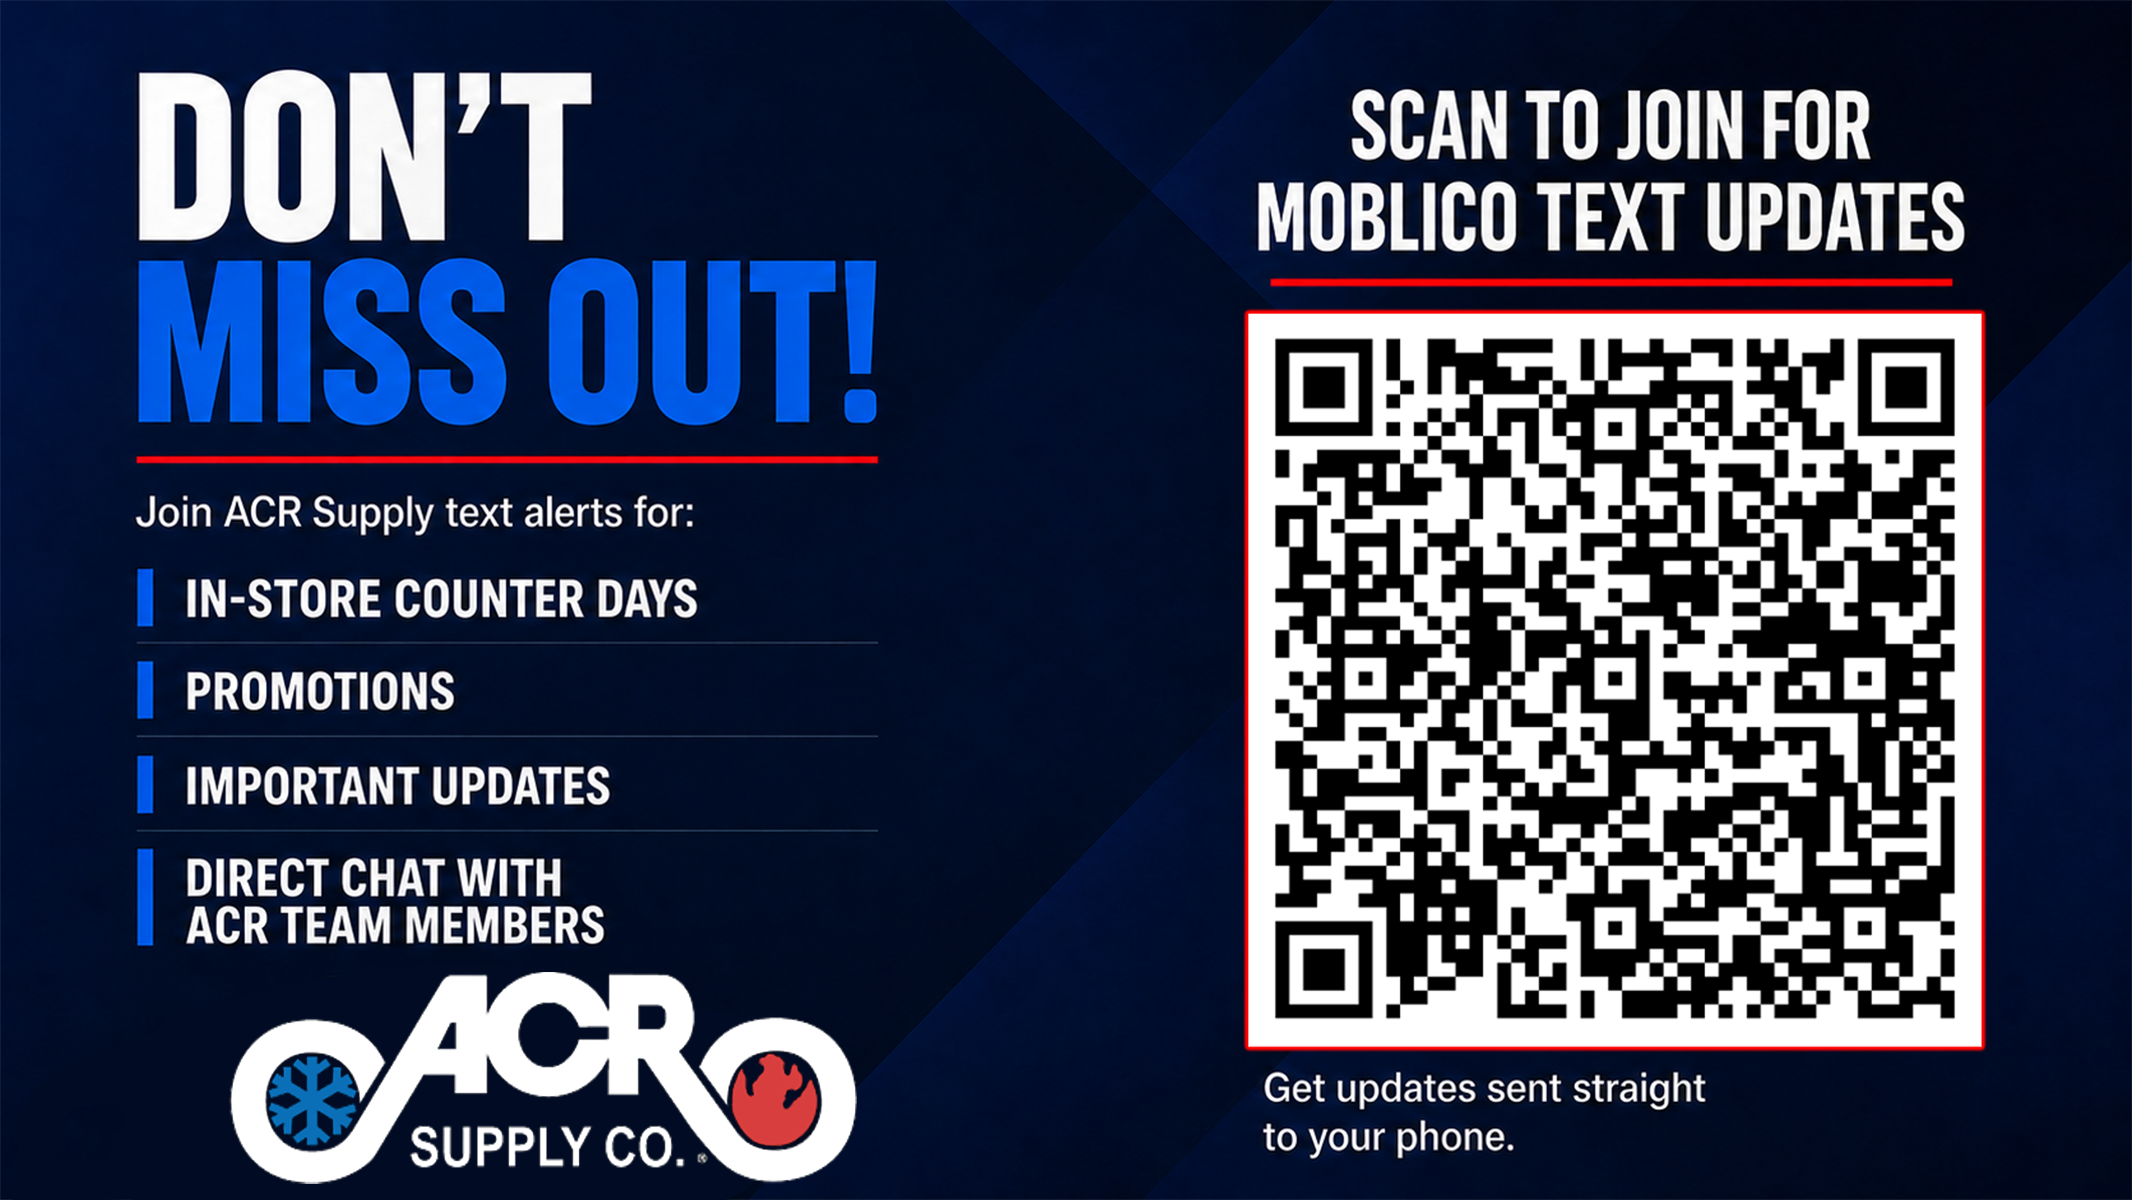 DON'T
MISS OUT!
Join ACR Supply text alerts for:
IN-STORE COUNTER DAYS
PROMOTIONS
IMPORTANT UPDATES
DIRECT CHAT WITH
ACR TEAM MEMBERS
ACR
SUPPLY CO. ®
SCAN TO JOIN FOR
MOBLICO TEXT UPDATES
Get updates sent straight
to your phone.